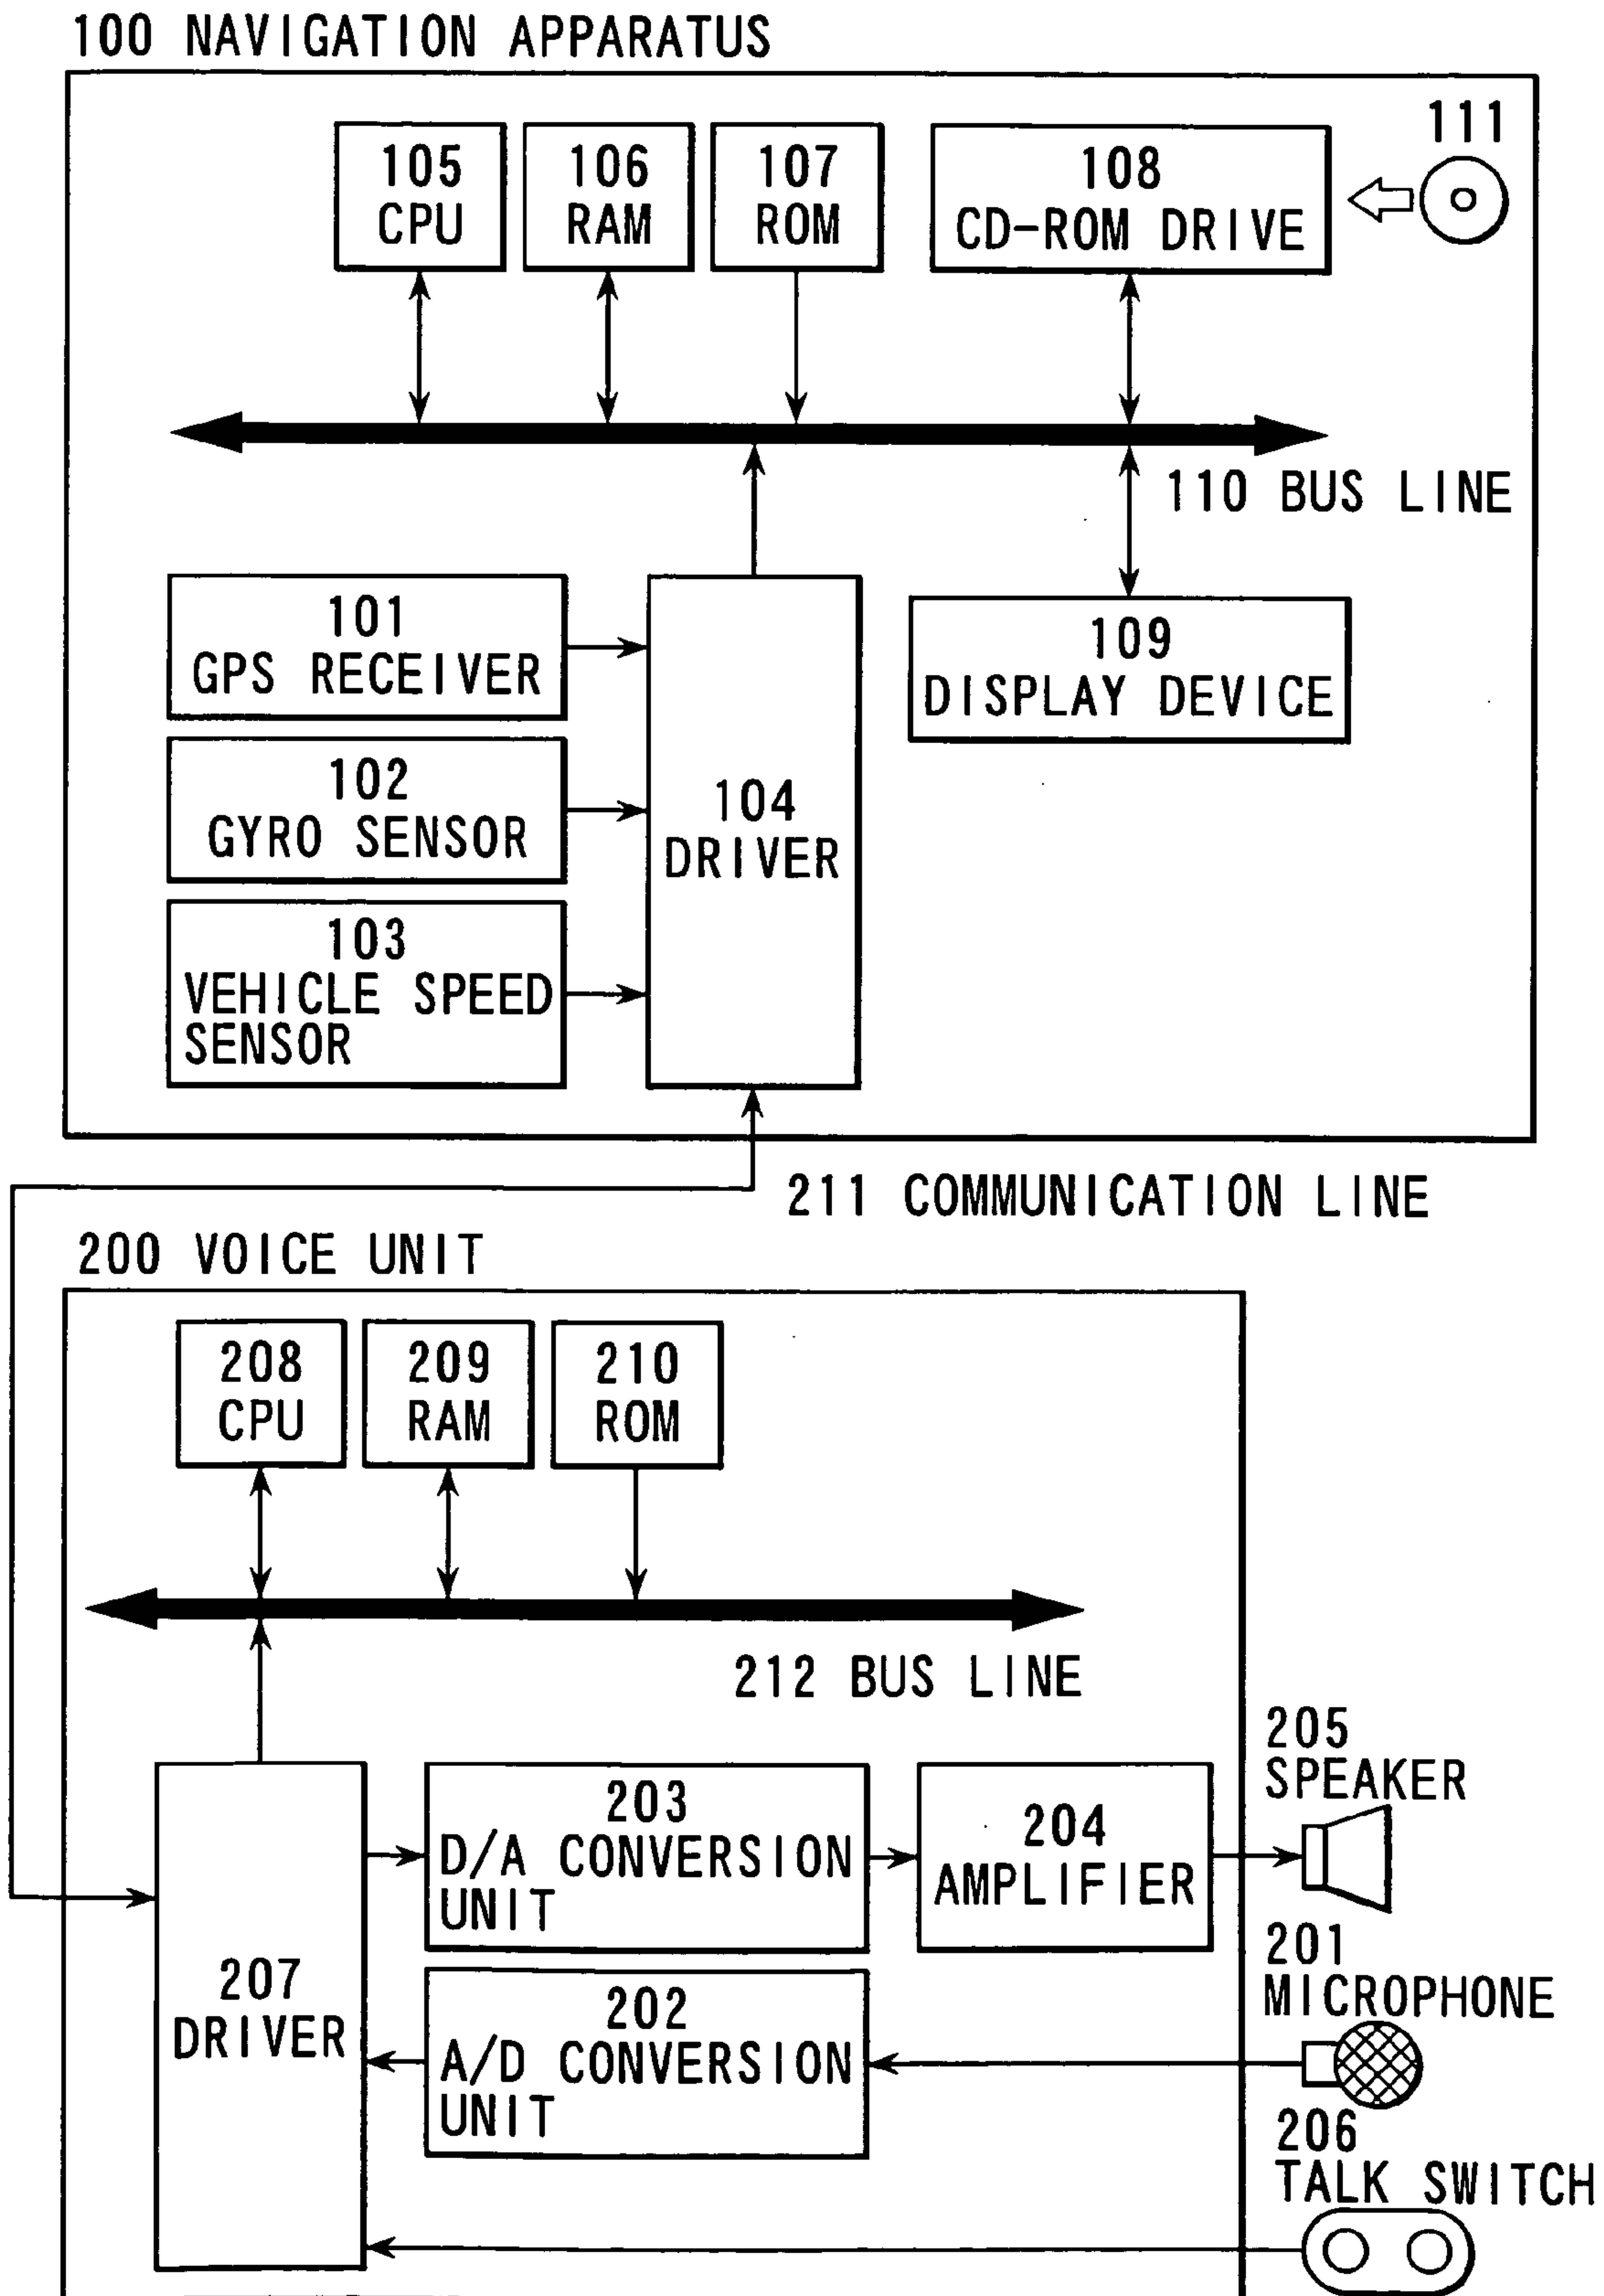 100 NAVIGATION APPARATUS
111
105
CPU
106
RAM
107
ROM
108
CD-ROM DRIVE
110 BUS LINE
101
GPS RECEIVER
102
GYRO SENSOR
103
VEHICLE SPEED
SENSOR
104
DRIVER
109
DISPLAY DEVICE
211 COMMUNICATION LINE
200 VOICE UNIT
208
CPU
209
RAM
210
ROM
212 BUS LINE
207
DRIVER
203
D/A CONVERSION
UNIT
204
AMPLIFIER
205
SPEAKER
202
A/D CONVERSION
UNIT
201
MICROPHONE
206
TALK SWITCH